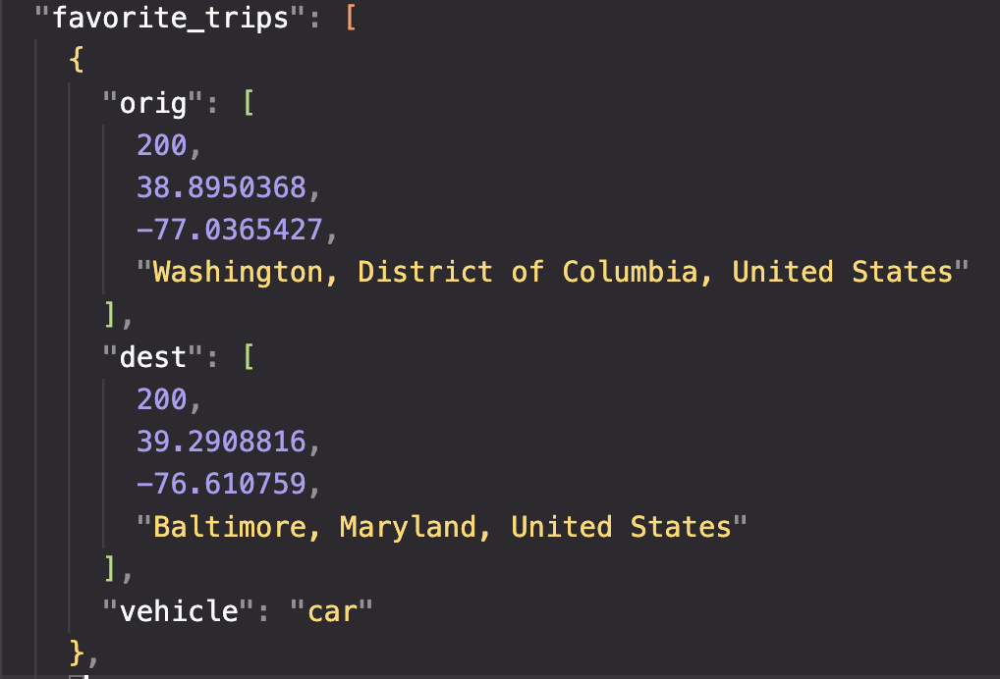 "favorite_trips": [
{
"orig": [
200,
38.8950368,
-77.0365427,
"Washington, District of Columbia, United States"
],
"dest": [
200,
39.2908816,
-76.610759,
"Baltimore, Maryland, United States"
],
"vehicle": "car"
},